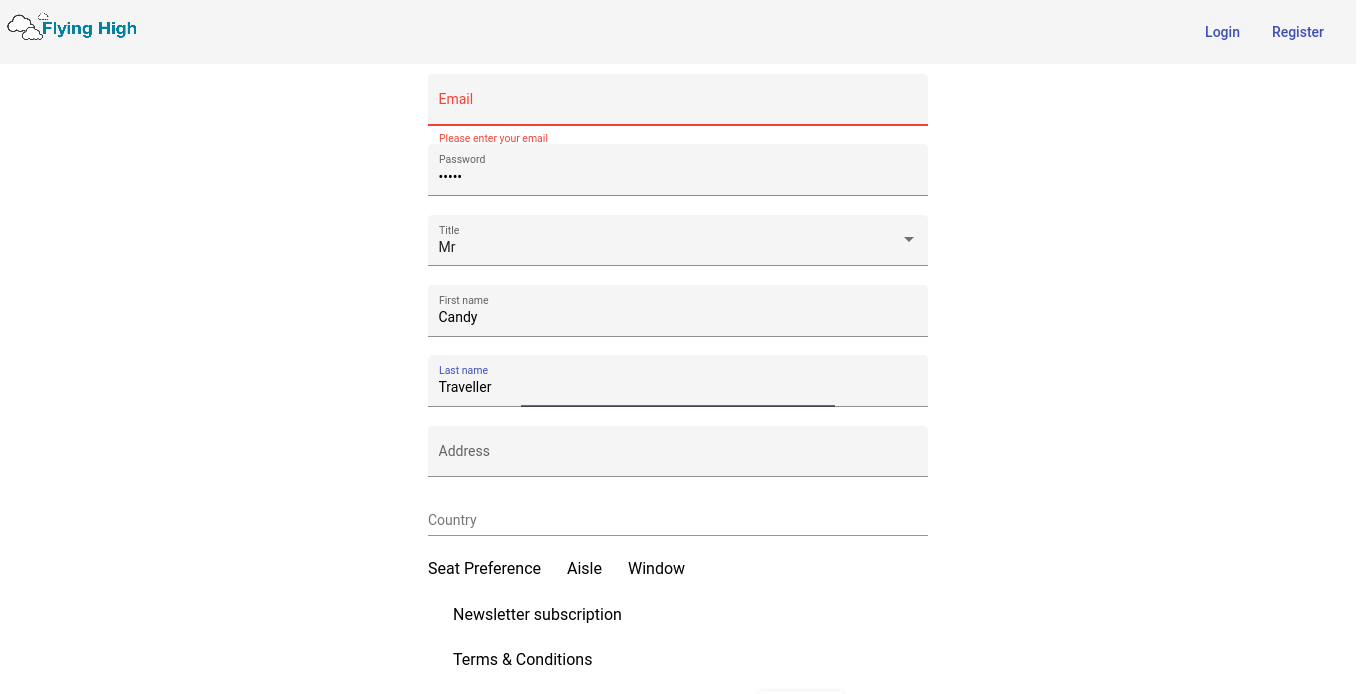 Flying High
Login Register
Email
Please enter your email
Password
•••••
Title
Mr
First name
Candy
Last name
Traveller
Address
Country
Seat Preference Aisle Window
Newsletter subscription
Terms & Conditions